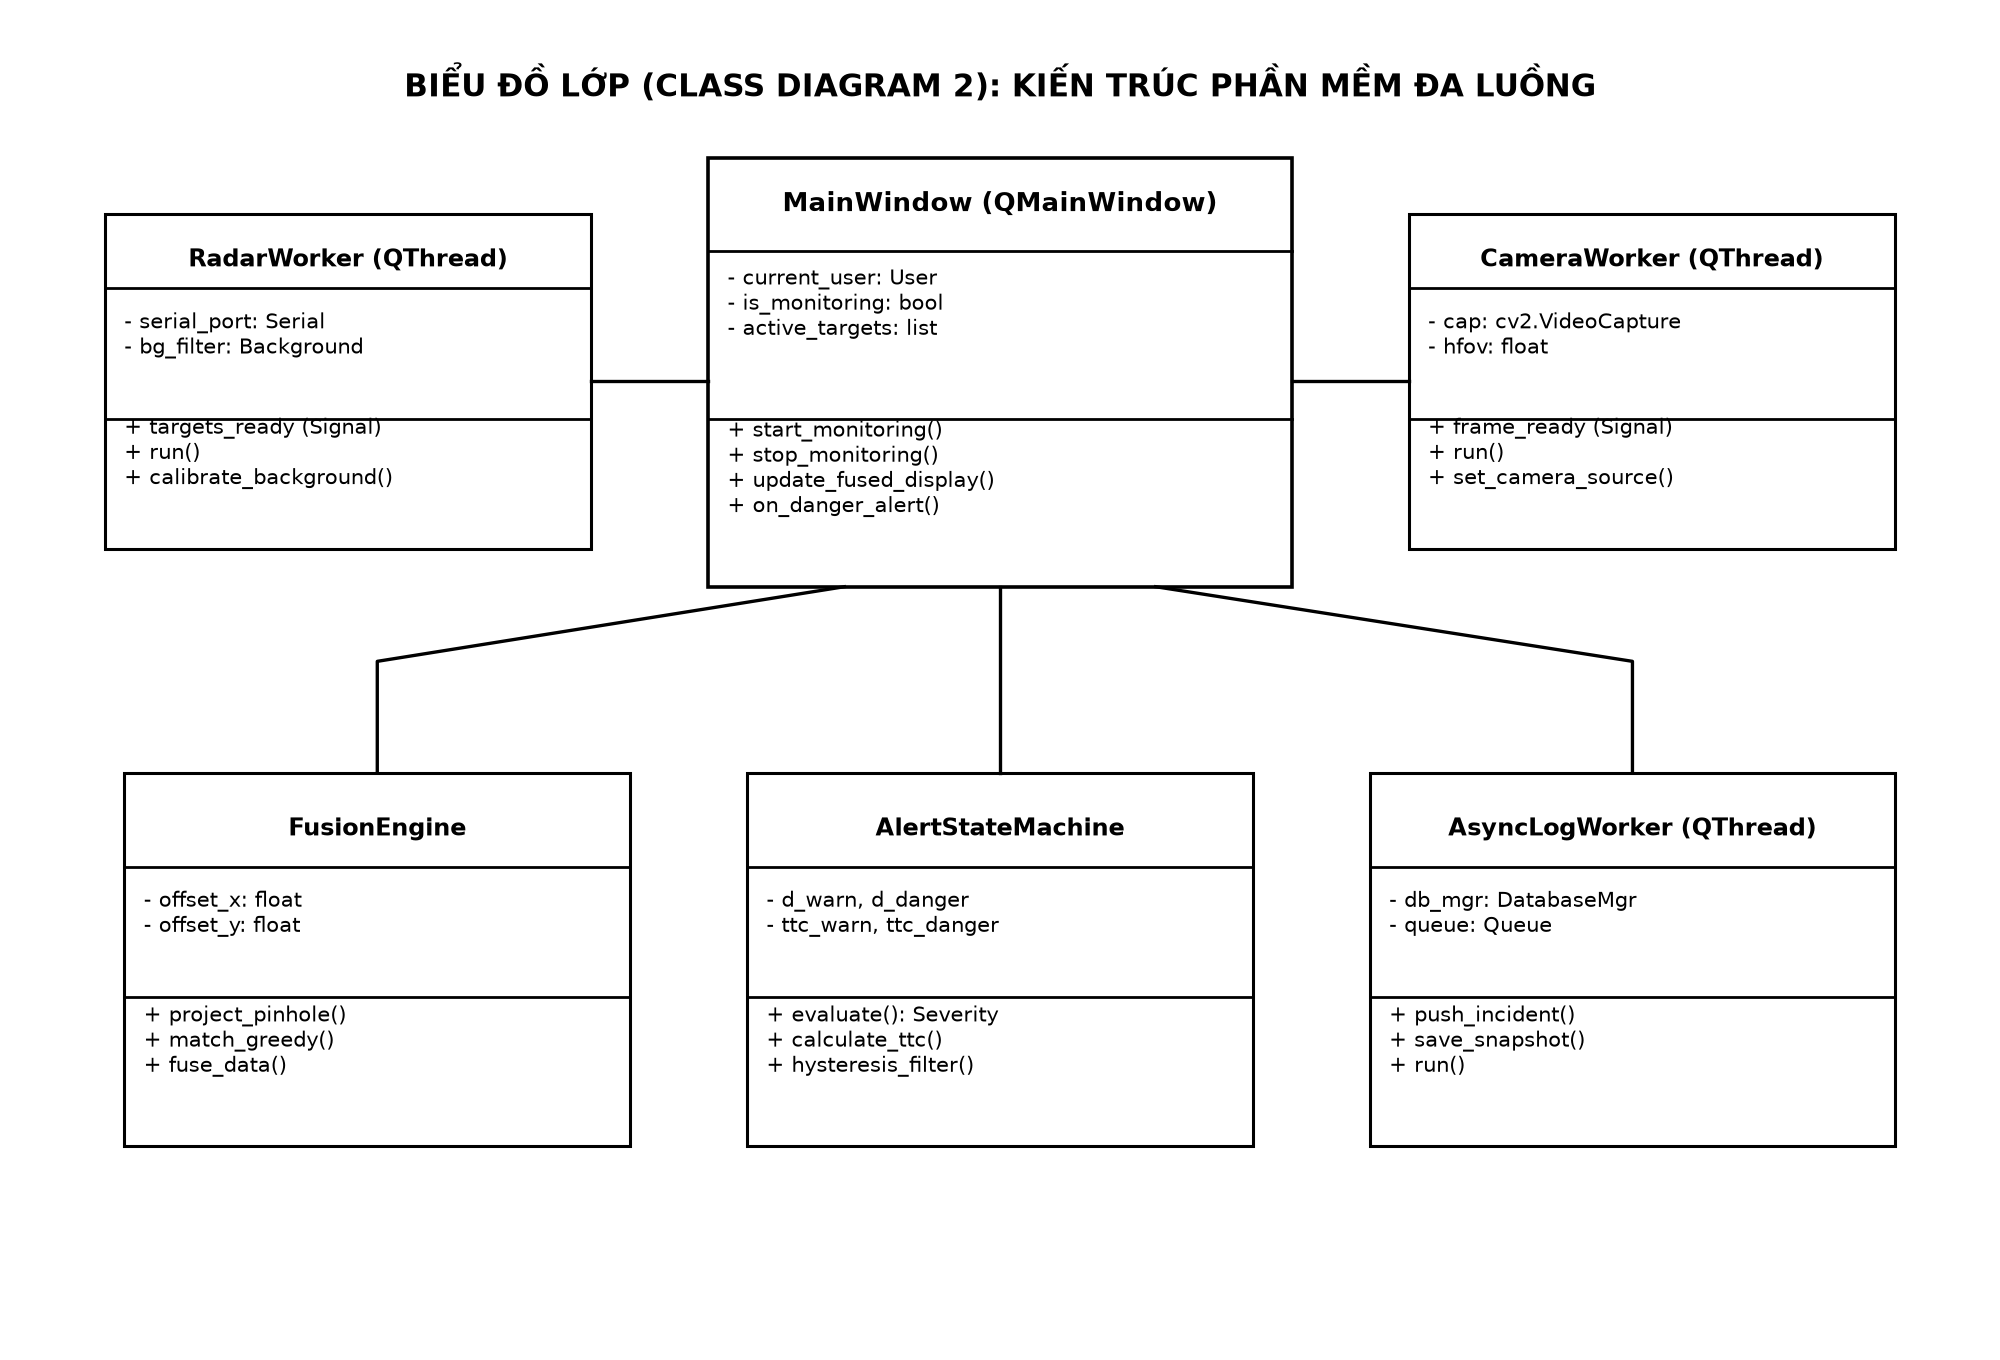 BIỂU ĐỒ LỚP (CLASS DIAGRAM 2): KIẾN TRÚC PHẦN MỀM ĐA LUỒNG
RadarWorker (QThread)
- serial_port: Serial
- bg_filter: Background
+ targets_ready (Signal)
+ run()
+ calibrate_background()
MainWindow (QMainWindow)
- current_user: User
- is_monitoring: bool
- active_targets: list
+ start_monitoring()
+ stop_monitoring()
+ update_fused_display()
+ on_danger_alert()
CameraWorker (QThread)
- cap: cv2.VideoCapture
- hfov: float
+ frame_ready (Signal)
+ run()
+ set_camera_source()
FusionEngine
- offset_x: float
- offset_y: float
+ project_pinhole()
+ match_greedy()
+ fuse_data()
AlertStateMachine
- d_warn, d_danger
- ttc_warn, ttc_danger
+ evaluate(): Severity
+ calculate_ttc()
+ hysteresis_filter()
AsyncLogWorker (QThread)
- db_mgr: DatabaseMgr
- queue: Queue
+ push_incident()
+ save_snapshot()
+ run()